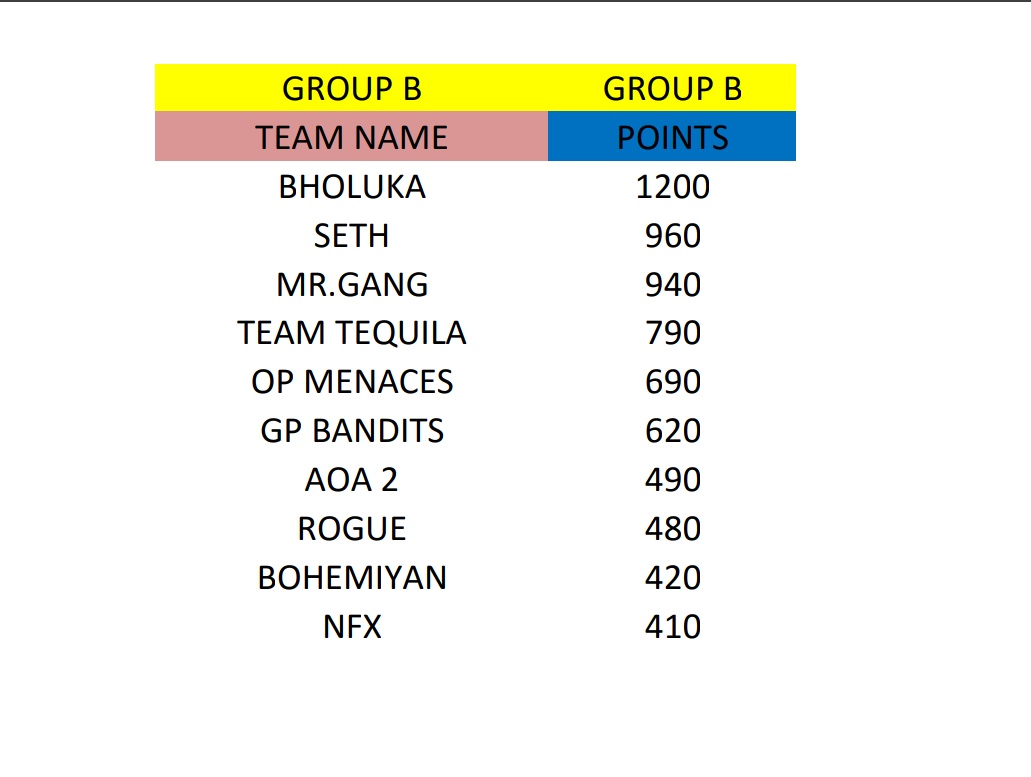 GROUP B GROUP B
TEAM NAME POINTS
BHOLUKA 1200
SETH 960
MR.GANG 940
TEAM TEQUILA 790
OP MENACES 690
GP BANDITS 620
AOA 2 490
ROGUE 480
BOHEMIYAN 420
NFX 410